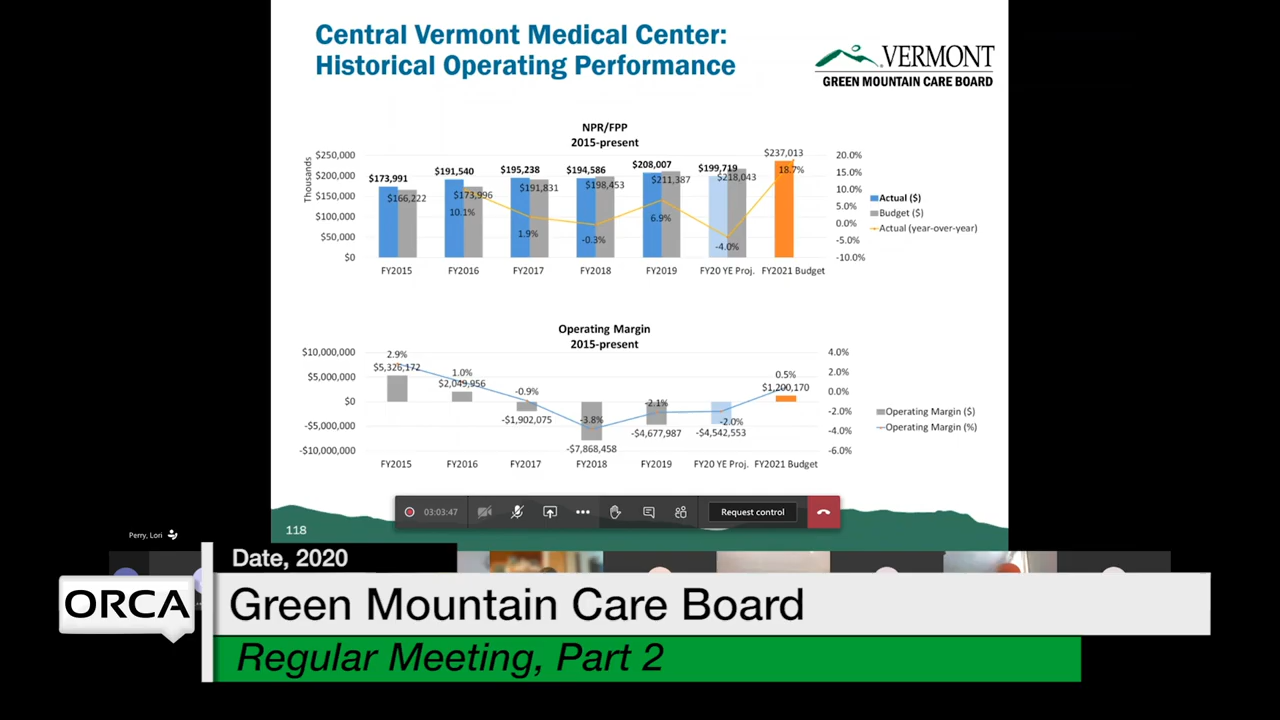 Central Vermont Medical Center:
Historical Operating Performance
VERMONT
GREEN MOUNTAIN CARE BOARD
NPR/FPP
2015-present
Thousands
$250,000
$200,000
$150,000
$100,000
$50,000
$0
$173,991
$166,222
$191,540
$173,996
10.1%
$195,238
$191,831
1.9%
$194,586
$198,453
-0.3%
$208,007
$211,387
6.9%
$199,719
$218,043
-4.0%
$237,013
18.7%
20.0%
15.0%
10.0%
5.0%
0.0%
-5.0%
-10.0%
Actual ($)
Budget ($)
Actual (year-over-year)
FY2015 FY2016 FY2017 FY2018 FY2019 FY20 YE Proj. FY2021 Budget
Operating Margin
2015-present
$10,000,000
$5,000,000
$0
-$5,000,000
-$10,000,000
2.9%
$5,326,172
1.0%
$2,049,956
-0.9%
-$1,902,075
-3.8%
-$7,868,458
-2.1%
-$4,677,987
-2.0%
-$4,542,553
0.5%
$1,200,170
4.0%
2.0%
0.0%
-2.0%
-4.0%
-6.0%
Operating Margin ($)
Operating Margin (%)
FY2015 FY2016 FY2017 FY2018 FY2019 FY20 YE Proj. FY2021 Budget
03:03:47
Request control
118
Perry, Lori
Date, 2020
ORCA
Green Mountain Care Board
Regular Meeting, Part 2